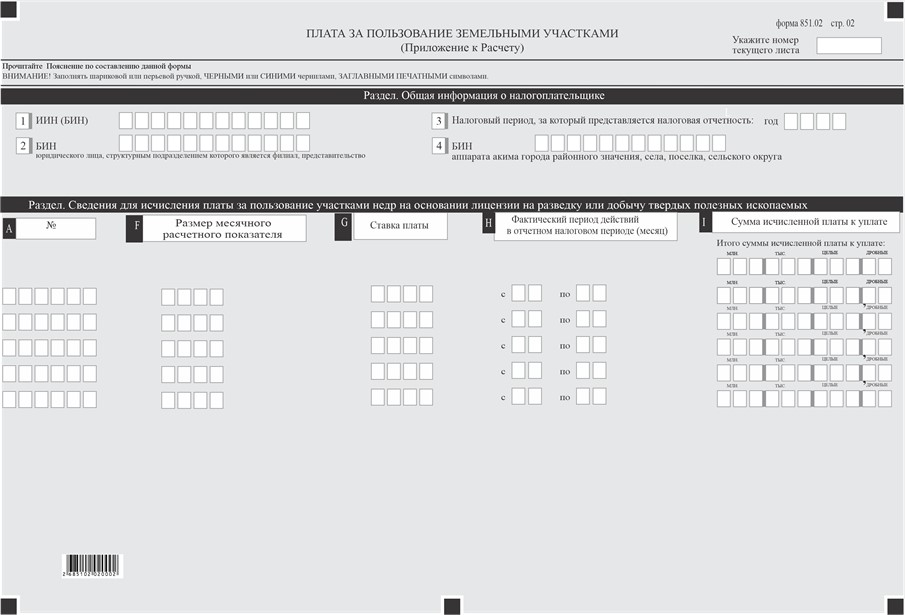 форма 851.02 стр. 02
ПЛАТА ЗА ПОЛЬЗОВАНИЕ ЗЕМЕЛЬНЫМИ УЧАСТКАМИ
(Приложение к Расчету)
Укажите номер
текущего листа
Прочитайте Пояснение по составлению данной формы
ВНИМАНИЕ! Заполнять шариковой или перьевой ручкой, ЧЕРНЫМИ или СИНИМИ чернилами, ЗАГЛАВНЫМИ ПЕЧАТНЫМИ символами.
Раздел. Общая информация о налогоплательщике
1 ИИН (БИН)
3 Налоговый период, за который представляется налоговая отчетность: год
2 БИН
юридического лица, структурным подразделением которого является филиал, представительство
4 БИН
аппарата акима города районного значения, села, поселка, сельского округа
Раздел. Сведения для исчисления платы за пользование участками недр на основании лицензии на разведку или добычу твердых полезных ископаемых
A №
F Размер месячного
расчетного показателя
G Ставка платы
H Фактический период действий
в отчетном налоговом периоде (месяц)
I Сумма исчисленной платы к уплате
Итого суммы исчисленной платы к уплате:
МЛН ТЫС. ЦЕЛЫЕ ДРОБНЫЕ
МЛН ТЫС. ЦЕЛЫЕ ДРОБНЫЕ
с по
МЛН ТЫС ЦЕЛЫЕ ДРОБНЫЕ
с по
МЛН ТЫС ЦЕЛЫЕ ДРОБНЫЕ
с по
МЛН ТЫС ЦЕЛЫЕ ДРОБНЫЕ
с по
МЛН ТЫС ЦЕЛЫЕ ДРОБНЫЕ
с по
2 685102 020002